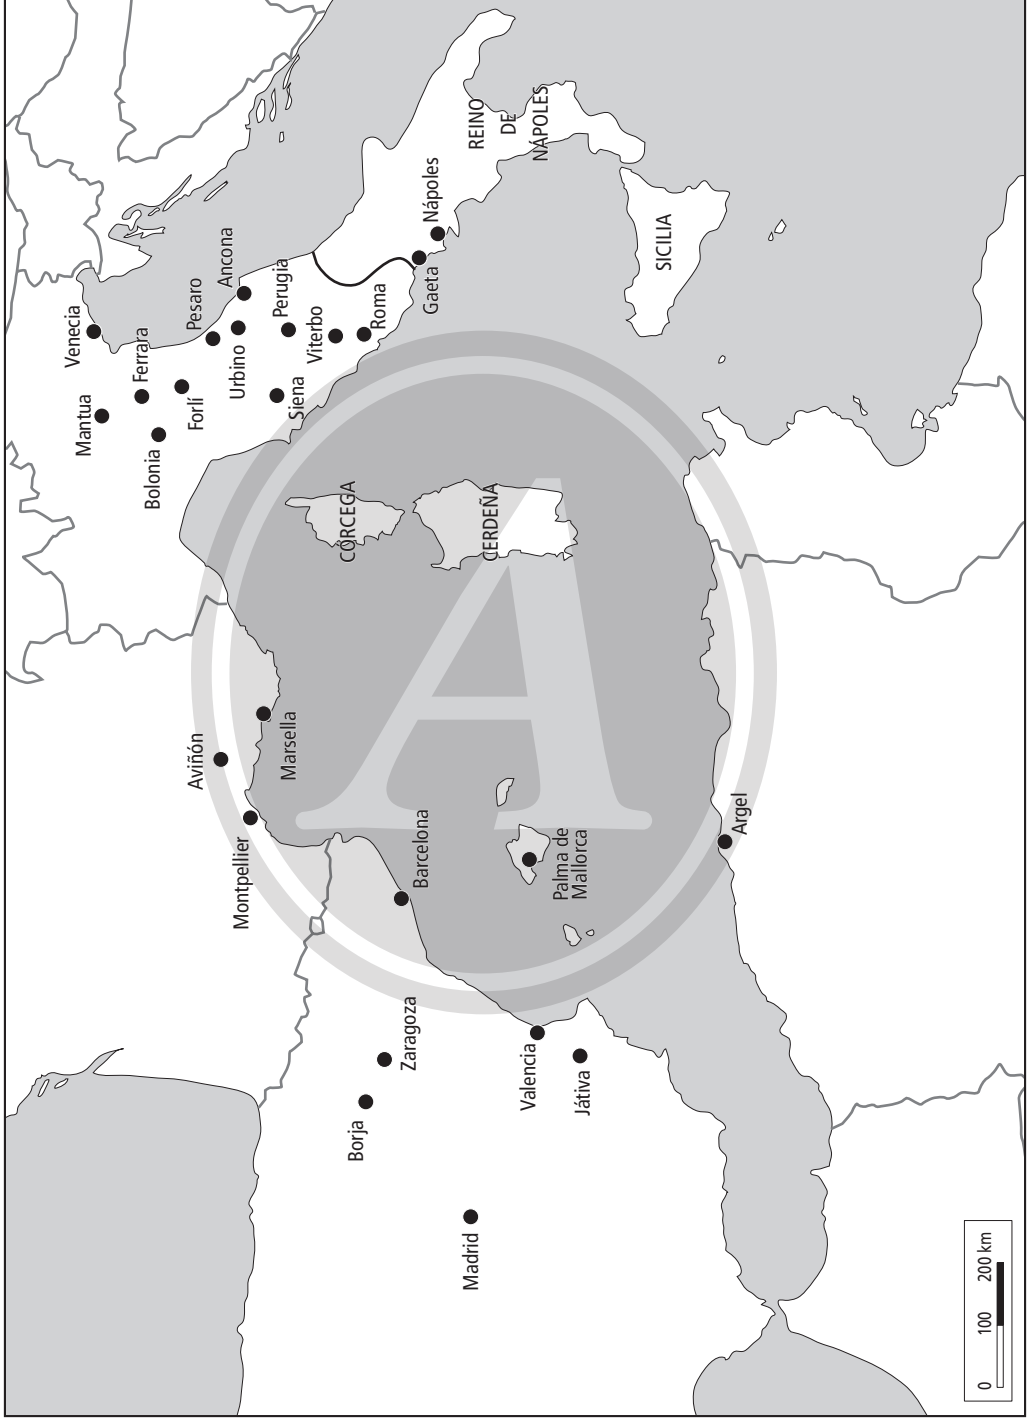 Venecia
Mantua
Ferrara
Bolonia
Forlí
Pesaro
Urbino
Ancona
Perugia
Siena
Viterbo
Roma
Gaeta
Nápoles
REINO
DE
NÁPOLES
SICILIA
CÓRCEGA
CERDEÑA
Aviñón
Marsella
Montpellier
Barcelona
Palma de
Mallorca
Argel
Zaragoza
Borja
Valencia
Játiva
Madrid
0 100 200 km
A